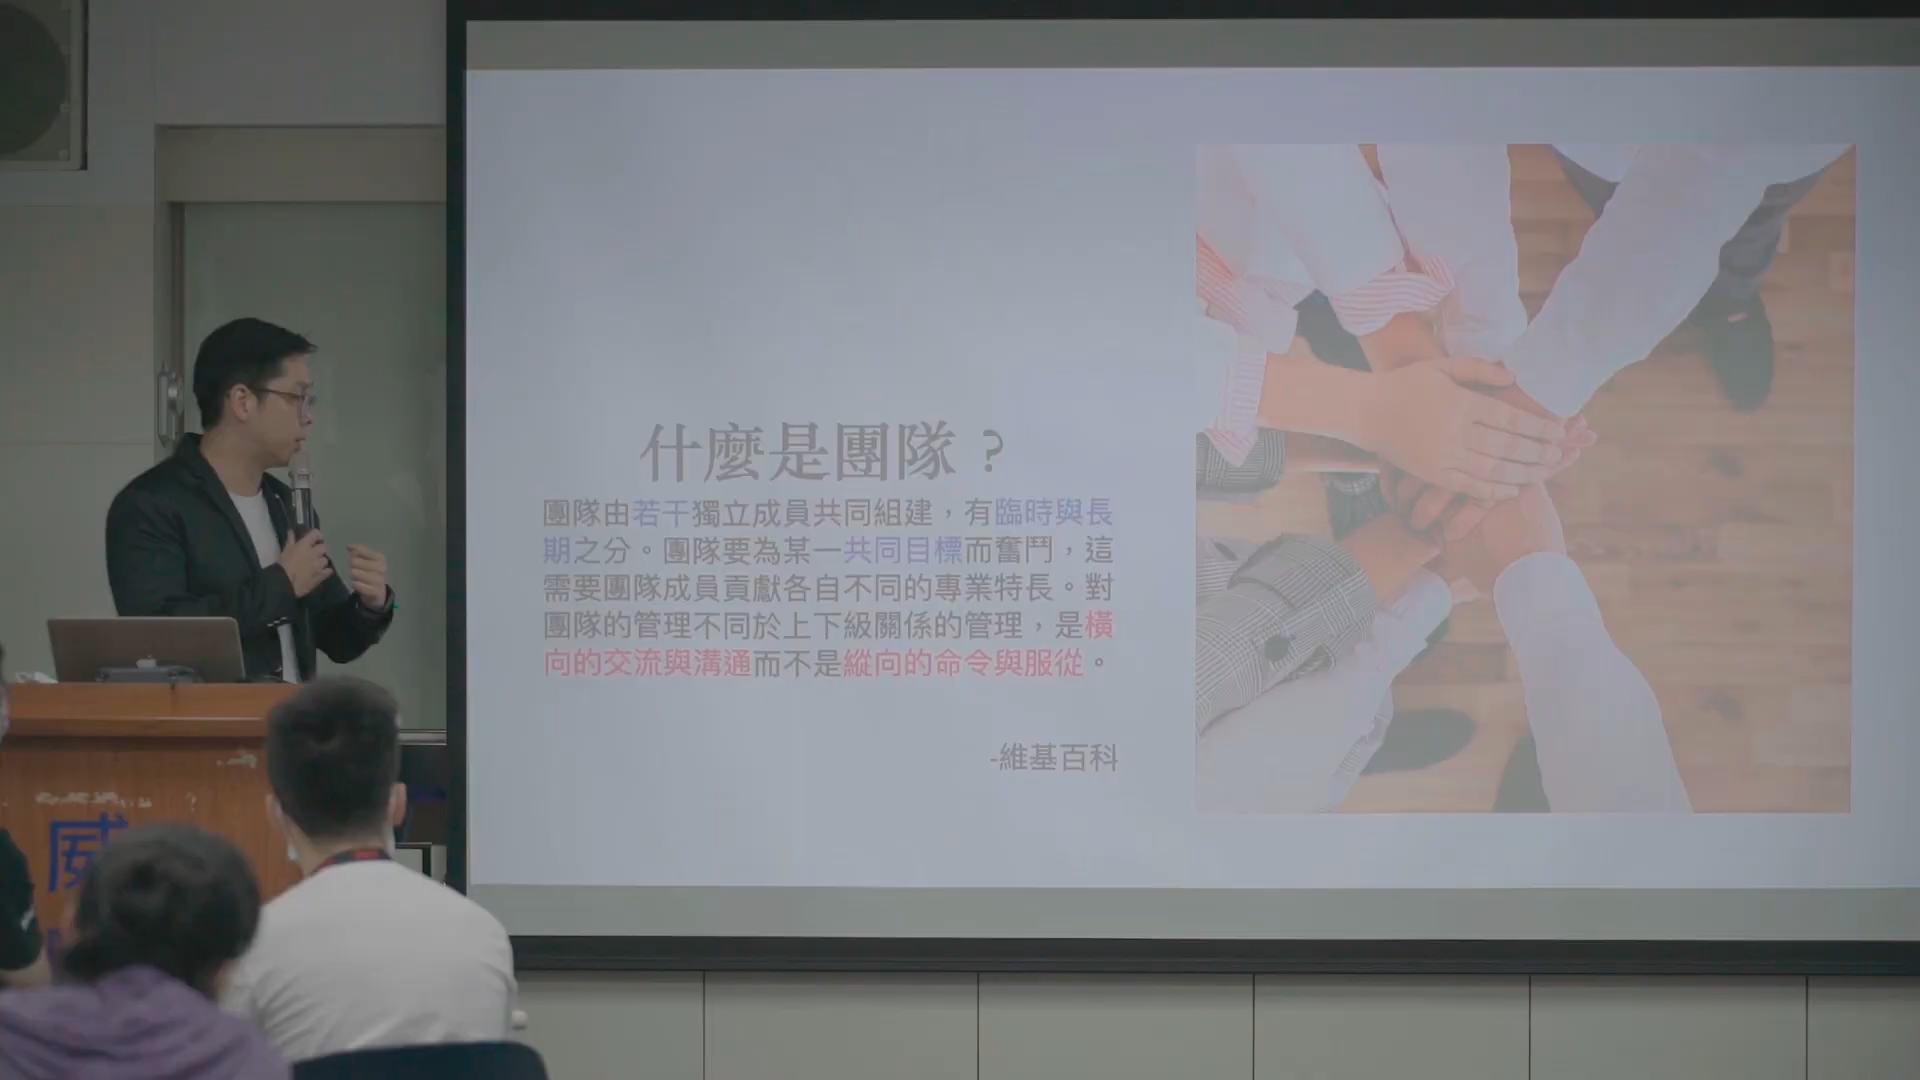 什麼是團隊？
團隊由若干獨立成員共同組建，有臨時與長
期之分。團隊要為某一共同目標而奮鬥，這
需要團隊成員貢獻各自不同的專業特長。對
團隊的管理不同於上下級關係的管理，是橫
向的交流與溝通而不是縱向的命令與服從。
-維基百科
威